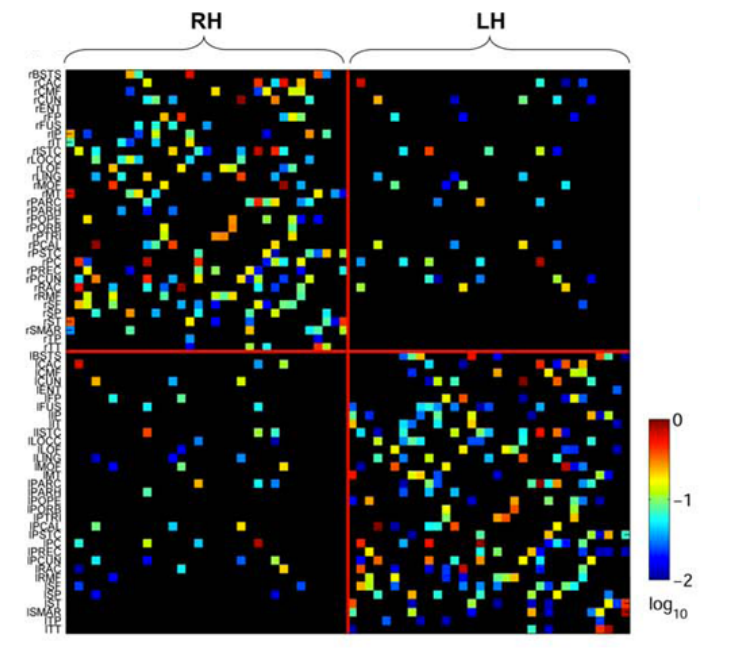 RH LH
rBSTS
rCAC
rCMF
rCUN
rENT
rFP
rFUS
rIP
rIT
rISTC
rLOCC
rLOF
rLING
rMOF
rMT
rPARC
rPARH
rPOPE
rPORB
rPTRI
rPCAL
rPSTC
rPC
rPREC
rPCUN
rRAC
rRMF
rSF
rSP
rST
rSMAR
rTP
rTT
lBSTS
lCAC
lCMF
lCUN
lENT
lFP
lFUS
lIP
lIT
lISTC
lLOCC
lLOF
lLING
lMOF
lMT
lPARC
lPARH
lPOPE
lPORB
lPTRI
lPCAL
lPSTC
lPC
lPREC
lPCUN
lRAC
lRMF
lSF
lSP
lST
lSMAR
lTP
lTT
0
−1
−2
log10